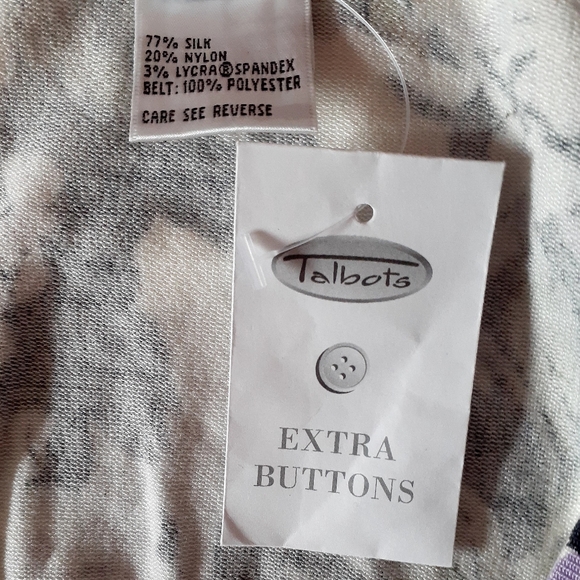 77% SILK
20% NYLON
3% LYCRA®SPANDEX
BELT: 100% POLYESTER
CARE SEE REVERSE
Talbots
EXTRA
BUTTONS